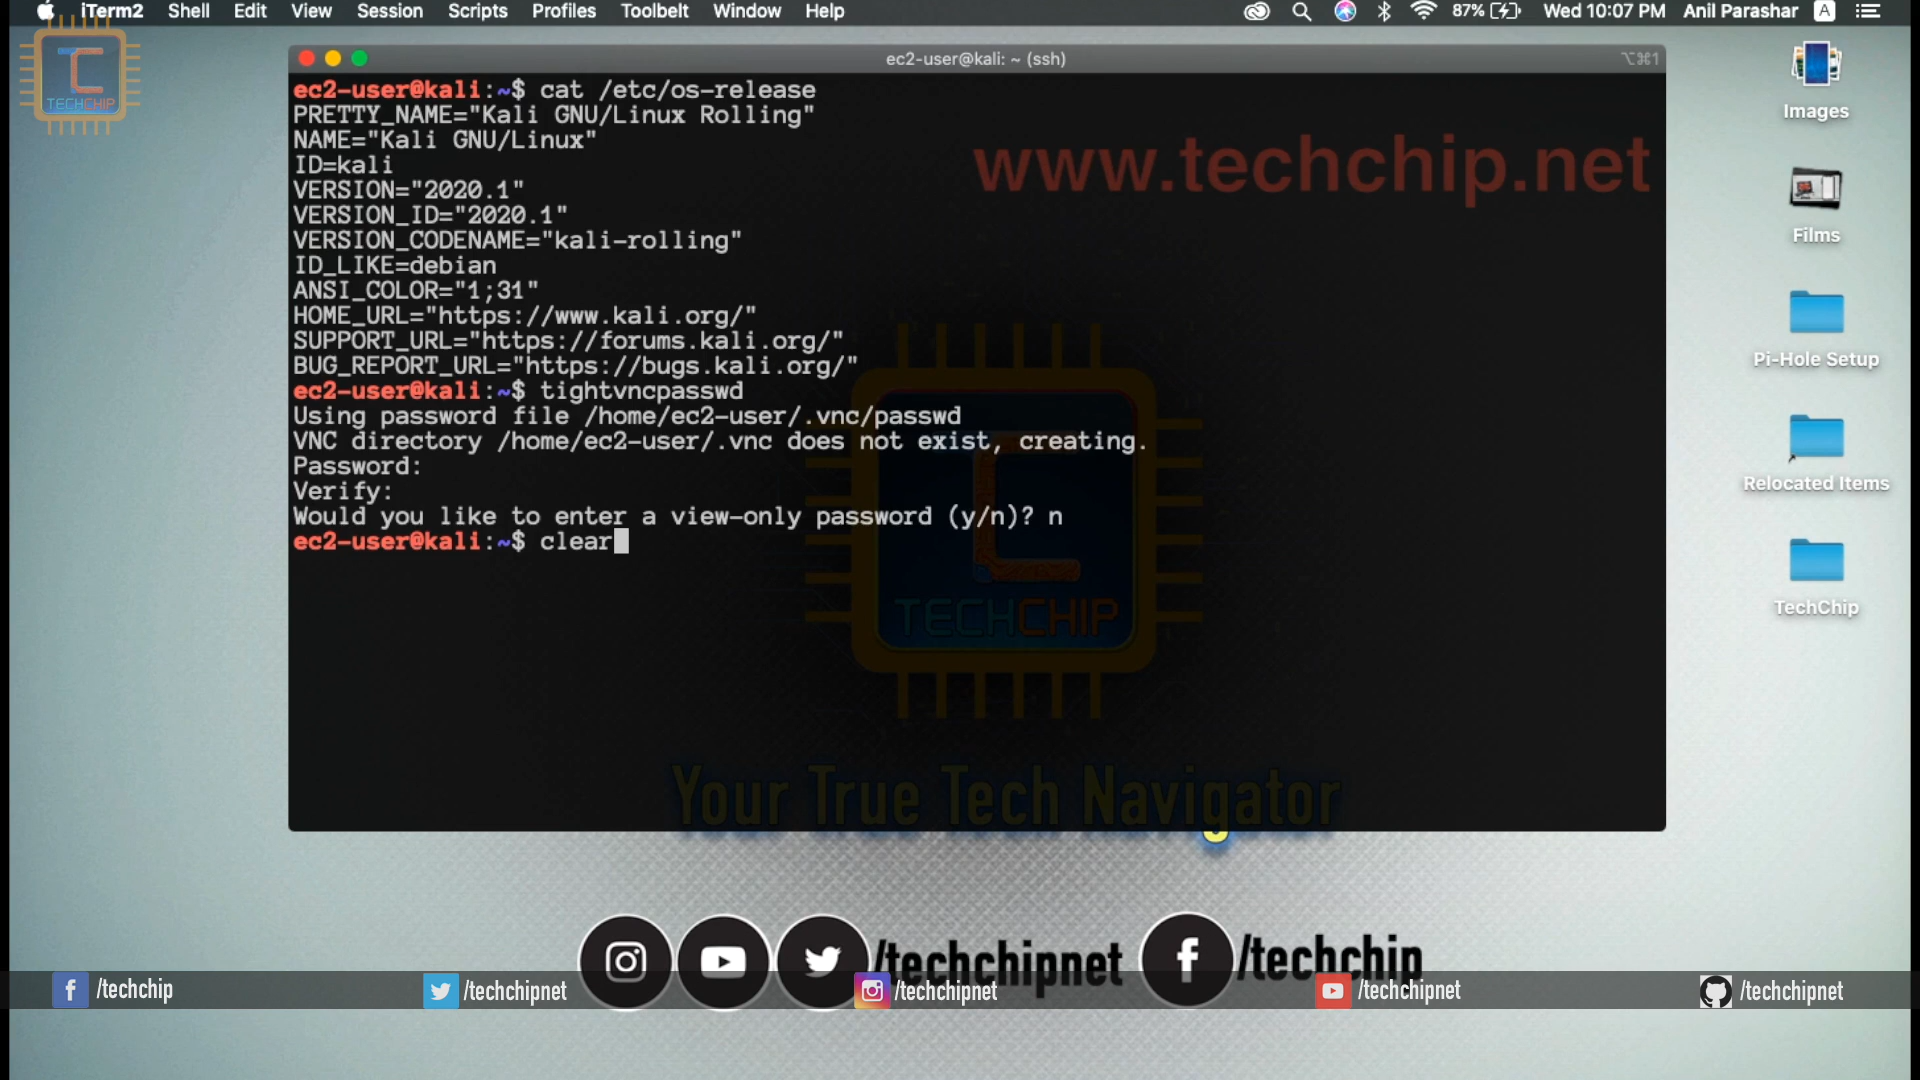 iTerm2 Shell Edit View Session Scripts Profiles Toolbelt Window Help 87% Wed 10:07 PM Anil Parashar A
TC
TECHCHIP
ec2-user@kali: ~ (ssh) ⌥⌘1
ec2-user@kali:~$ cat /etc/os-release
PRETTY_NAME="Kali GNU/Linux Rolling"
NAME="Kali GNU/Linux"
ID=kali
VERSION="2020.1"
VERSION_ID="2020.1"
VERSION_CODENAME="kali-rolling"
ID_LIKE=debian
ANSI_COLOR="1;31"
HOME_URL="https://www.kali.org/"
SUPPORT_URL="https://forums.kali.org/"
BUG_REPORT_URL="https://bugs.kali.org/"
ec2-user@kali:~$ tightvncpasswd
Using password file /home/ec2-user/.vnc/passwd
VNC directory /home/ec2-user/.vnc does not exist, creating.
Password:
Verify:
Would you like to enter a view-only password (y/n)? n
ec2-user@kali:~$ clear
www.techchip.net
TECHCHIP
Your True Tech Navigator
Images
Films
Pi-Hole Setup
Relocated Items
TechChip
/techchipnet /techchip
/techchip /techchipnet /techchipnet /techchipnet /techchipnet